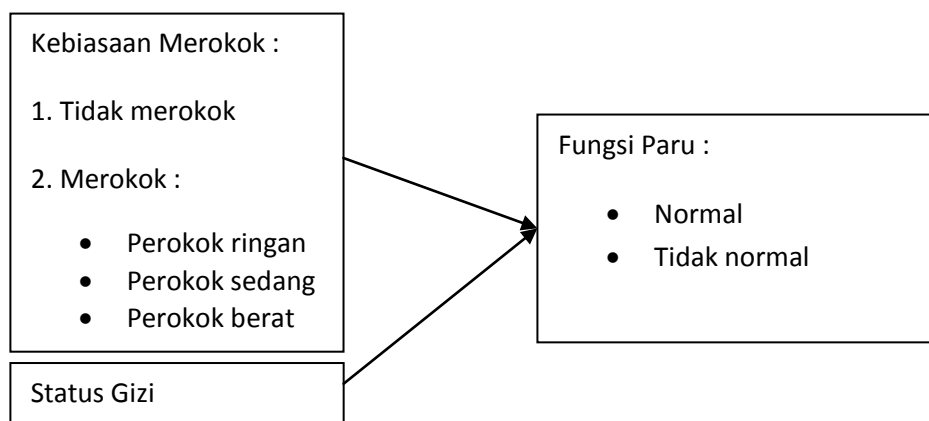 Kebiasaan Merokok :
1. Tidak merokok
2. Merokok :
● Perokok ringan
● Perokok sedang
● Perokok berat
Status Gizi
Fungsi Paru :
● Normal
● Tidak normal